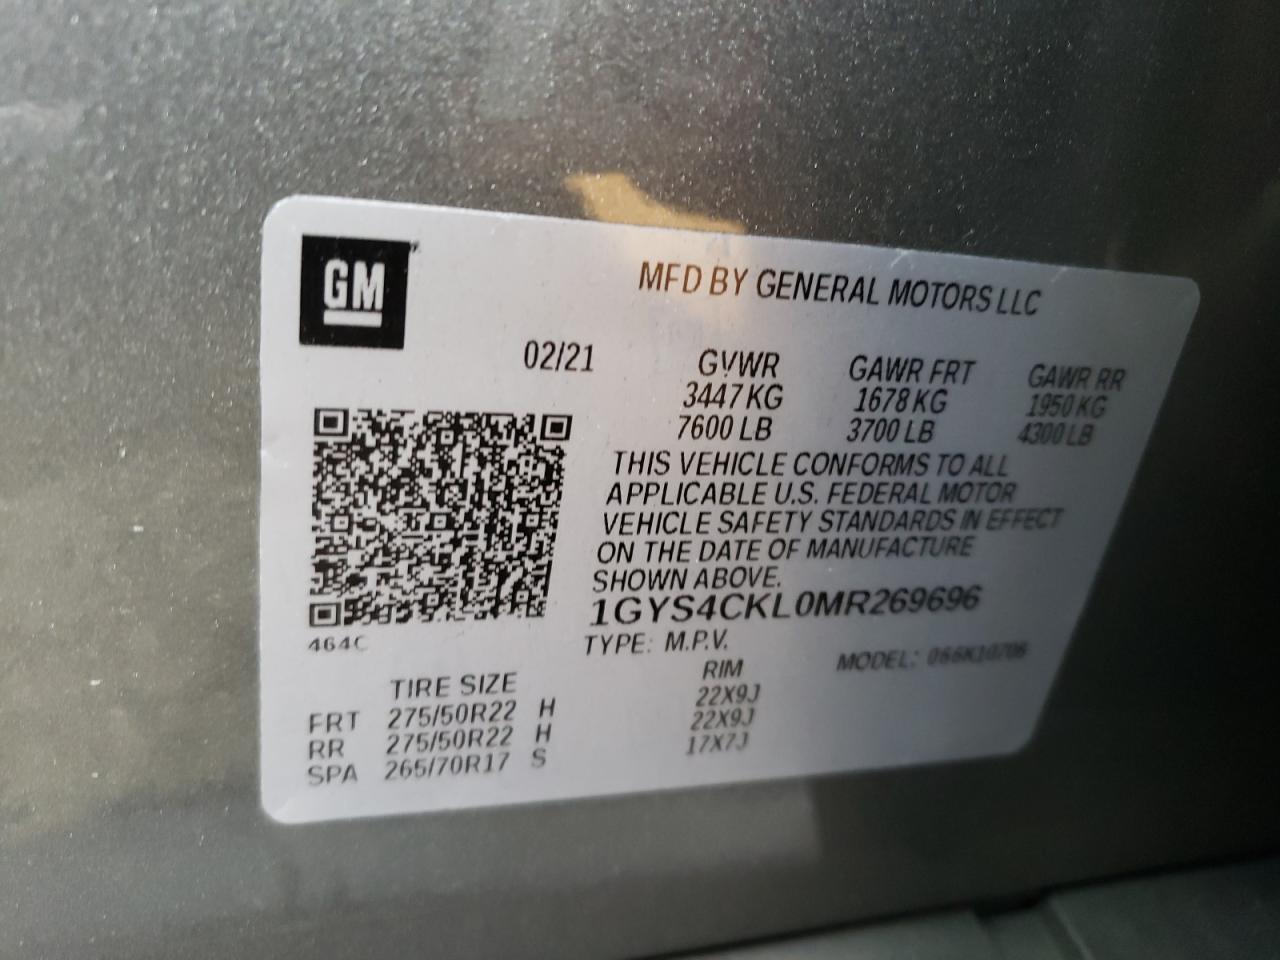 GM
MFD BY GENERAL MOTORS LLC
02/21 GVWR GAWR FRT GAWR RR
3447 KG 1678 KG 1950 KG
7600 LB 3700 LB 4300 LB
THIS VEHICLE CONFORMS TO ALL
APPLICABLE U.S. FEDERAL MOTOR
VEHICLE SAFETY STANDARDS IN EFFECT
ON THE DATE OF MANUFACTURE
SHOWN ABOVE.
1GYS4CKL0MR269696
464C
TYPE: M.P.V. MODEL:
TIRE SIZE RIM
FRT 275/50R22 H 22X9J
RR 275/50R22 H 22X9J
SPA 265/70R17 S 17X7J